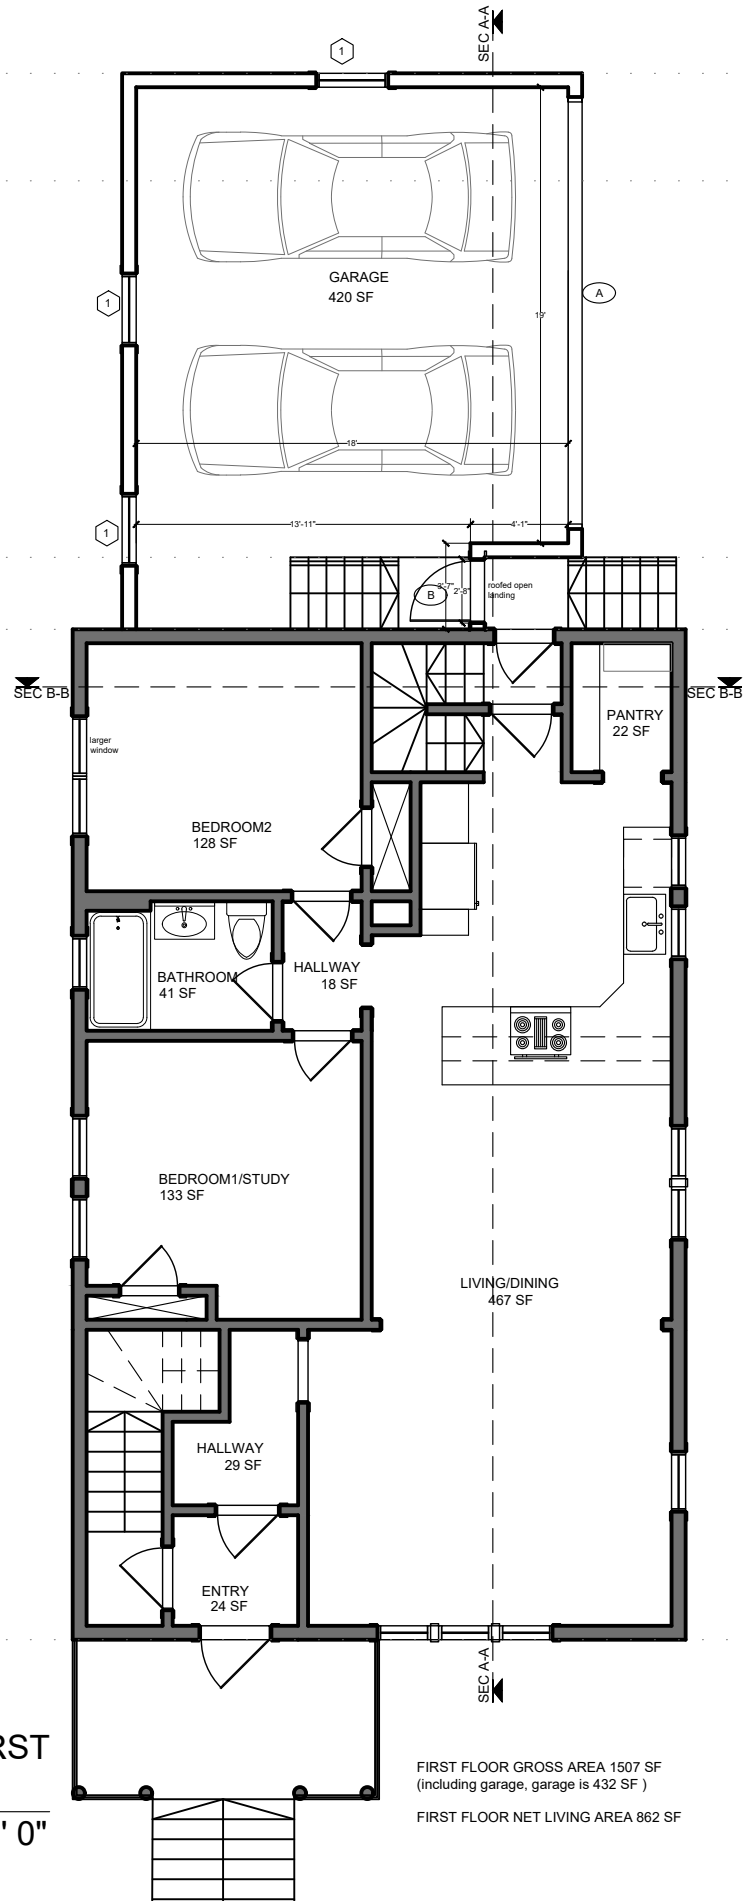 SEC A-A
1
GARAGE
420 SF
1
A
19'
18'
1
13'-11"
4'-1"
3'-7"
2'-8"
B
roofed open
landing
SEC B-B
SEC B-B
larger
window
PANTRY
22 SF
BEDROOM2
128 SF
HALLWAY
18 SF
BATHROOM
41 SF
BEDROOM1/STUDY
133 SF
LIVING/DINING
467 SF
HALLWAY
29 SF
ENTRY
24 SF
SEC A-A
RST
' 0"
FIRST FLOOR GROSS AREA 1507 SF
(including garage, garage is 432 SF )
FIRST FLOOR NET LIVING AREA 862 SF